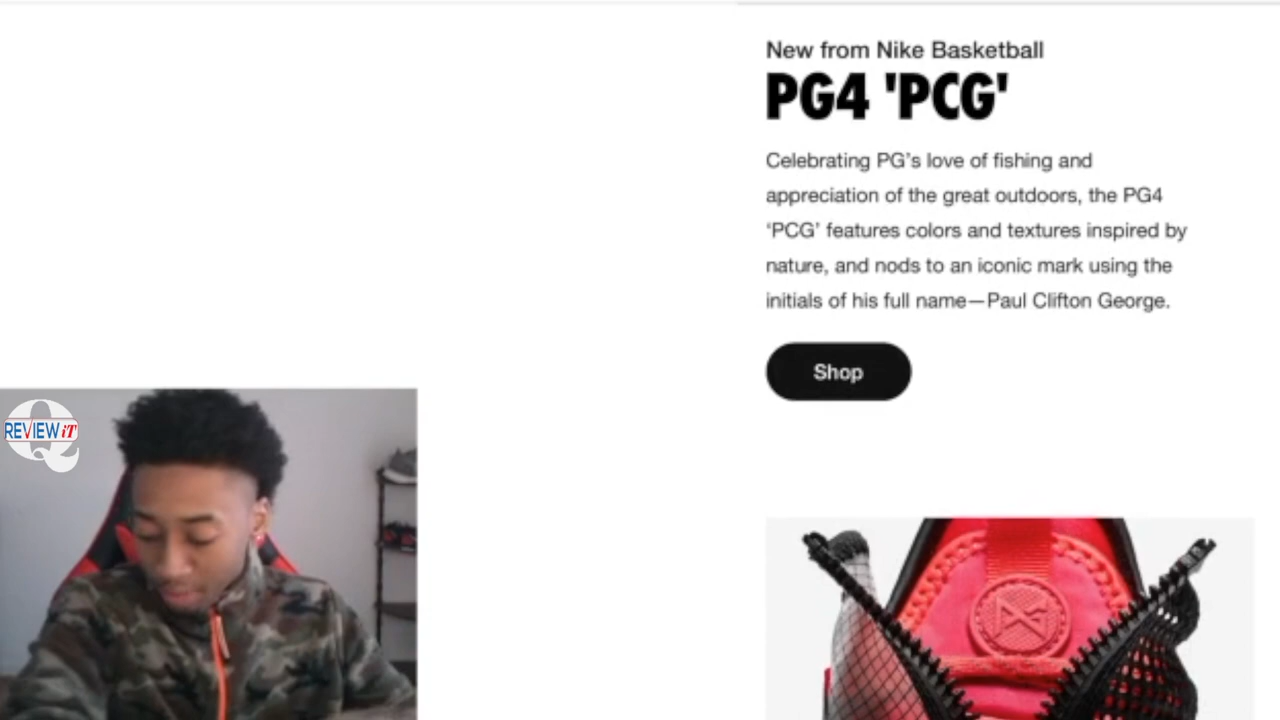 New from Nike Basketball
PG4 'PCG'
Celebrating PG's love of fishing and
appreciation of the great outdoors, the PG4
‘PCG’ features colors and textures inspired by
nature, and nods to an iconic mark using the
initials of his full name—Paul Clifton George.
Shop
Q
REVIEW iT